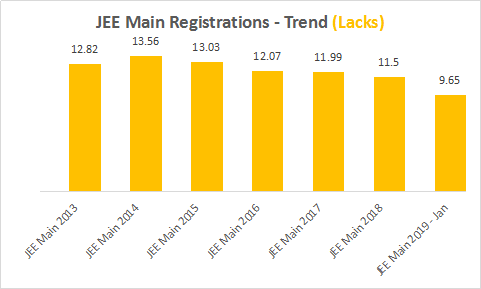 JEE Main Registrations - Trend (Lacks)
12.82
13.56
13.03
12.07
11.99
11.5
9.65
JEE Main 2013
JEE Main 2014
JEE Main 2015
JEE Main 2016
JEE Main 2017
JEE Main 2018
JEE Main 2019 - Jan